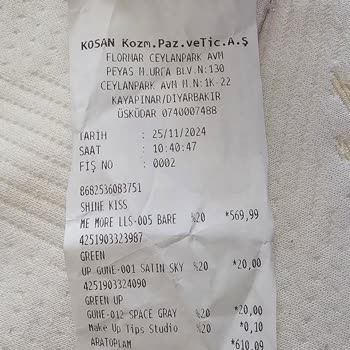 KOSAN Kozm.Paz.veTic.A.Ş
FLORMAR CEYLANPARK AVM
PEYAS M.URFA BLV.N:130
CEYLANPARK AVM H.N:1K-22
KAYAPINAR/DİYARBAKIR
ÜSKÜDAR 0740007488
TARIH : 25/11/2024
SAAT : 10:40:47
FİŞ NO : 0002
8682536083751
SHINE KISS
ME MORE LLS-005 BARE %20 *569,99
4251903323987
GREEN
UP GUNE-001 SATIN SKY %20 *20,00
4251903324090
GREEN UP
GUNE-012 SPACE GRAY %20 *20,00
Make Up Tips Studio %20 *0,10
ARATOPLAM *610,09